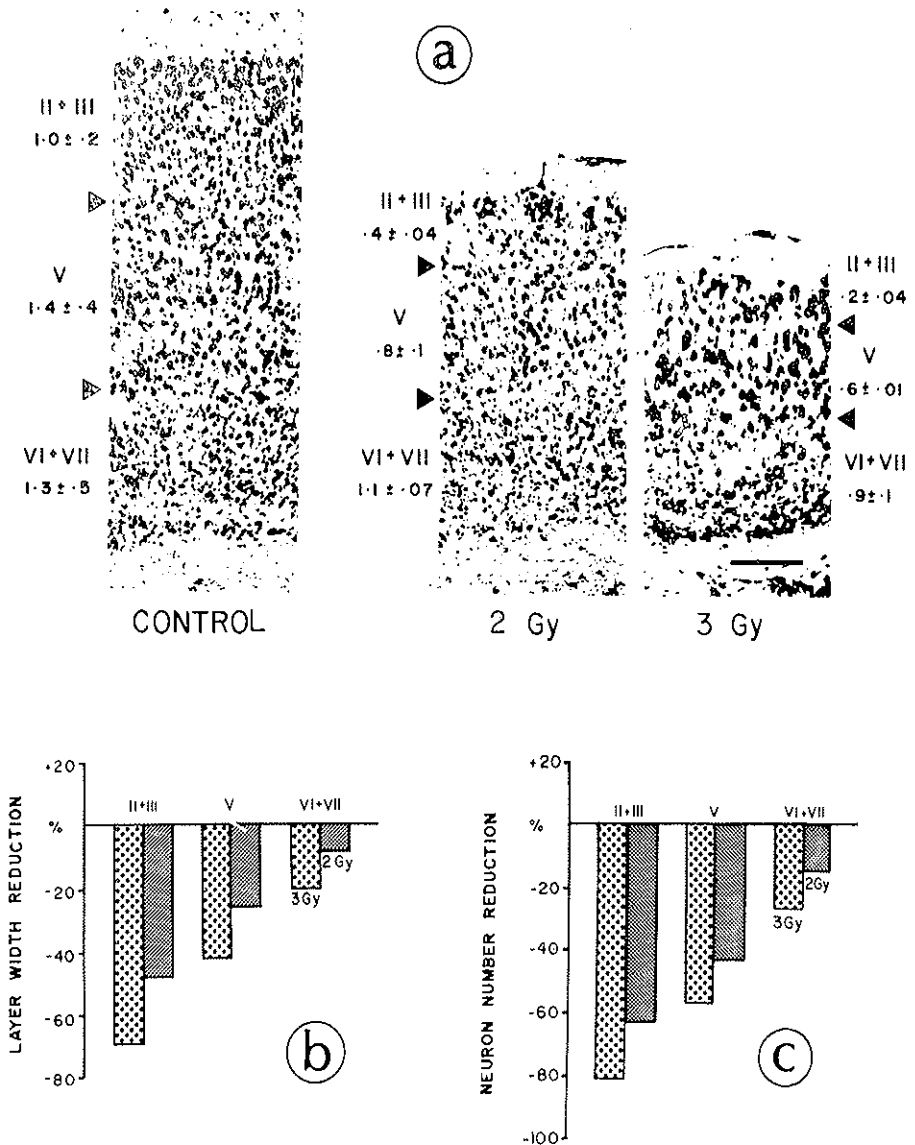 a
II+III
1.0±.2
V
1.4±.4
VI+VII
1.3±.5
CONTROL
II+III
.4±.04
V
.8±.1
VI+VII
1.1±.07
2 Gy
II+III
.2±.04
V
.6±.01
VI+VII
.9±.1
3 Gy
LAYER WIDTH REDUCTION
+20
%
-20
-40
-60
-80
II+III
V
VI+VII
3Gy
2Gy
b
NEURON NUMBER REDUCTION
+20
%
-20
-40
-60
-80
-100
II+III
V
VI+VII
3Gy
2Gy
c